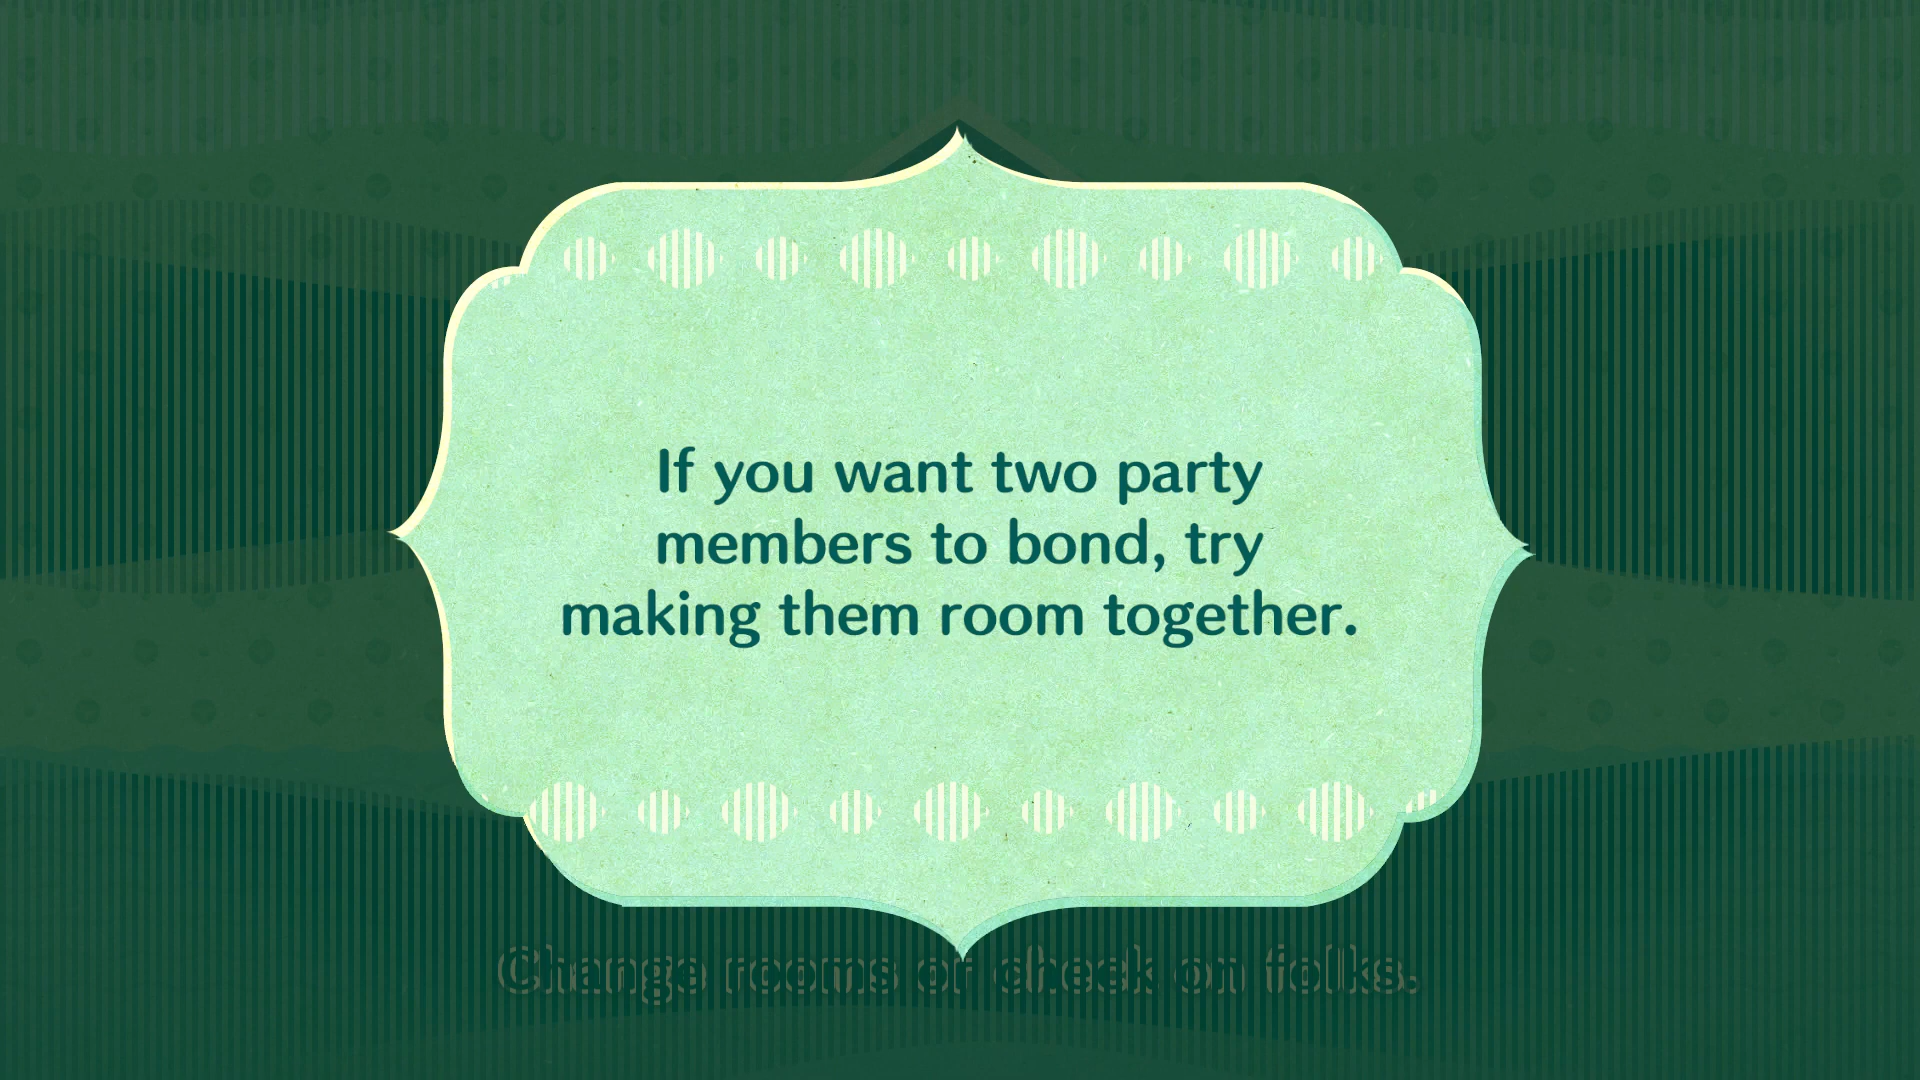 If you want two party
members to bond, try
making them room together.
Change rooms or check on folks.